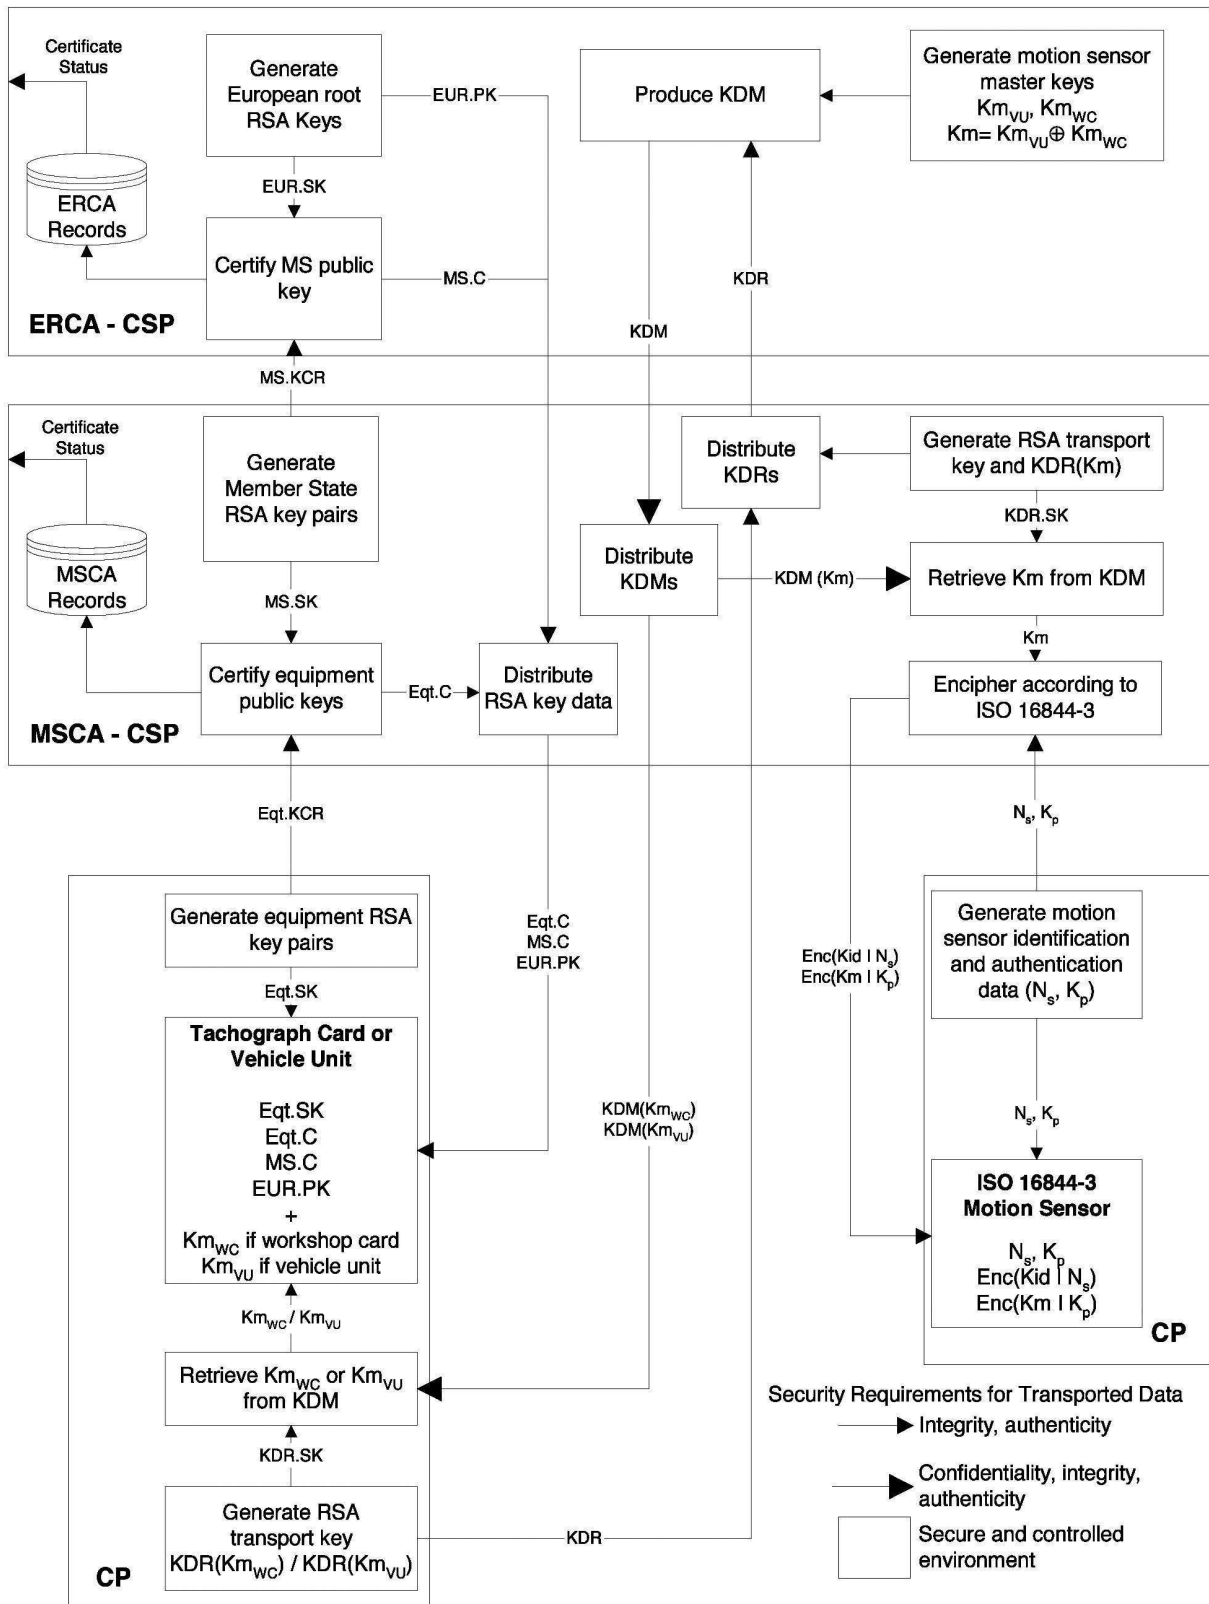 Certificate
Status
Generate
European root
RSA Keys
EUR.PK
Produce KDM
Generate motion sensor
master keys
Km_VU, Km_WC
Km= Km_VU⊕ Km_WC
ERCA
Records
EUR.SK
Certify MS public
key
MS.C
KDR
KDM
ERCA - CSP
MS.KCR
Certificate
Status
Generate
Member State
RSA key pairs
Distribute
KDRs
Generate RSA transport
key and KDR(Km)
KDR.SK
MSCA
Records
Distribute
KDMs
KDM (Km)
Retrieve Km from KDM
MS.SK
Km
Certify equipment
public keys
Eqt.C
Distribute
RSA key data
Encipher according to
ISO 16844-3
MSCA - CSP
Eqt.KCR
N_s, K_p
Generate equipment RSA
key pairs
Eqt.C
MS.C
EUR.PK
Enc(Kid I N_s)
Enc(Km I K_p)
Generate motion
sensor identification
and authentication
data (N_s, K_p)
Eqt.SK
Tachograph Card or
Vehicle Unit
Eqt.SK
Eqt.C
MS.C
EUR.PK
+
Km_WC if workshop card
Km_VU if vehicle unit
KDM(Km_WC)
KDM(Km_VU)
N_s, K_p
ISO 16844-3
Motion Sensor
N_s, K_p
Enc(Kid I N_s)
Enc(Km I K_p)
CP
Km_WC / Km_VU
Retrieve Km_WC or Km_VU
from KDM
KDR.SK
Generate RSA
transport key
KDR(Km_WC) / KDR(Km_VU)
KDR
CP
Security Requirements for Transported Data
Integrity, authenticity
Confidentiality, integrity,
authenticity
Secure and controlled
environment